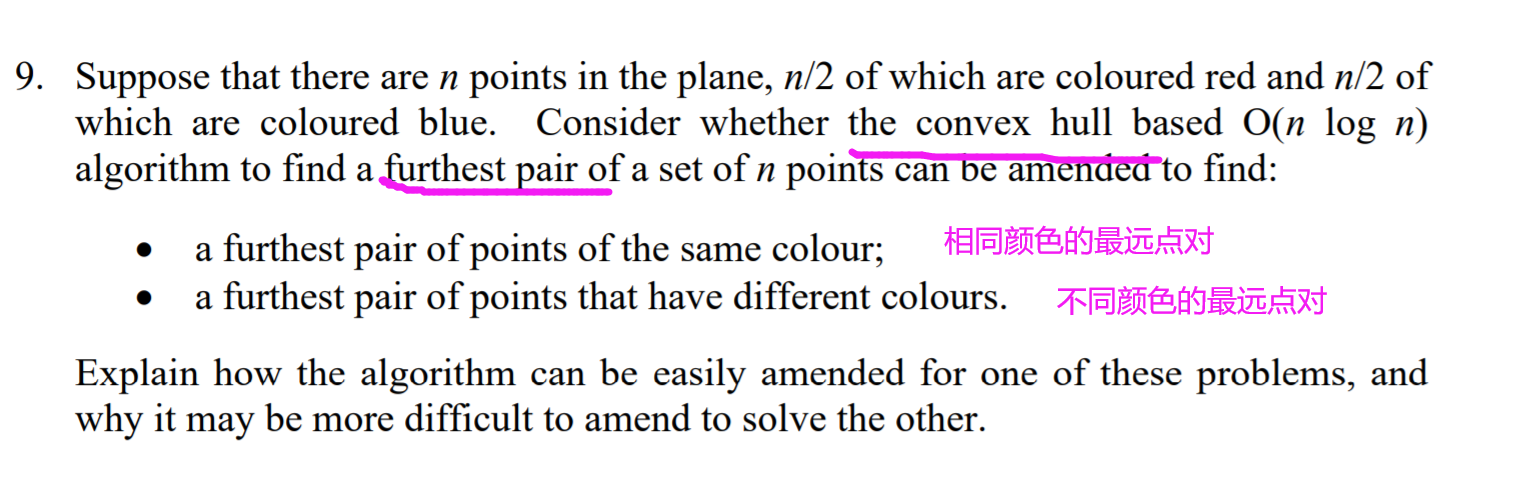 9. Suppose that there are n points in the plane, n/2 of which are coloured red and n/2 of
which are coloured blue. Consider whether the convex hull based O(n log n)
algorithm to find a furthest pair of a set of n points can be amended to find:
• a furthest pair of points of the same colour; 相同颜色的最远点对
• a furthest pair of points that have different colours. 不同颜色的最远点对
Explain how the algorithm can be easily amended for one of these problems, and
why it may be more difficult to amend to solve the other.